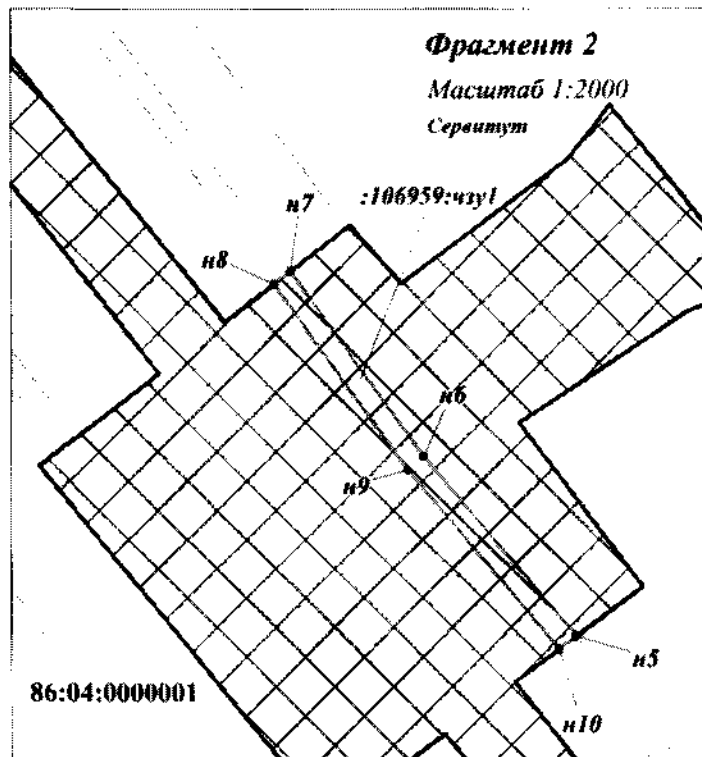 Фрагмент 2
Масштаб 1:2000
Сервитут
:106959:чзу1
н7
н8
н6
н9
н5
86:04:0000001
н10